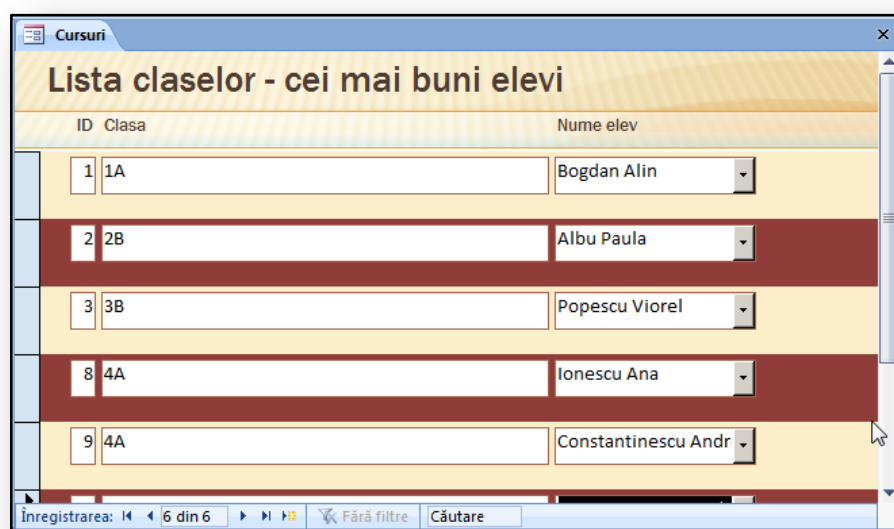 Cursuri
Lista claselor - cei mai buni elevi
ID Clasa Nume elev
1 1A Bogdan Alin
2 2B Albu Paula
3 3B Popescu Viorel
8 4A Ionescu Ana
9 4A Constantinescu Andr
Înregistrarea: 6 din 6 Fără filtre Căutare